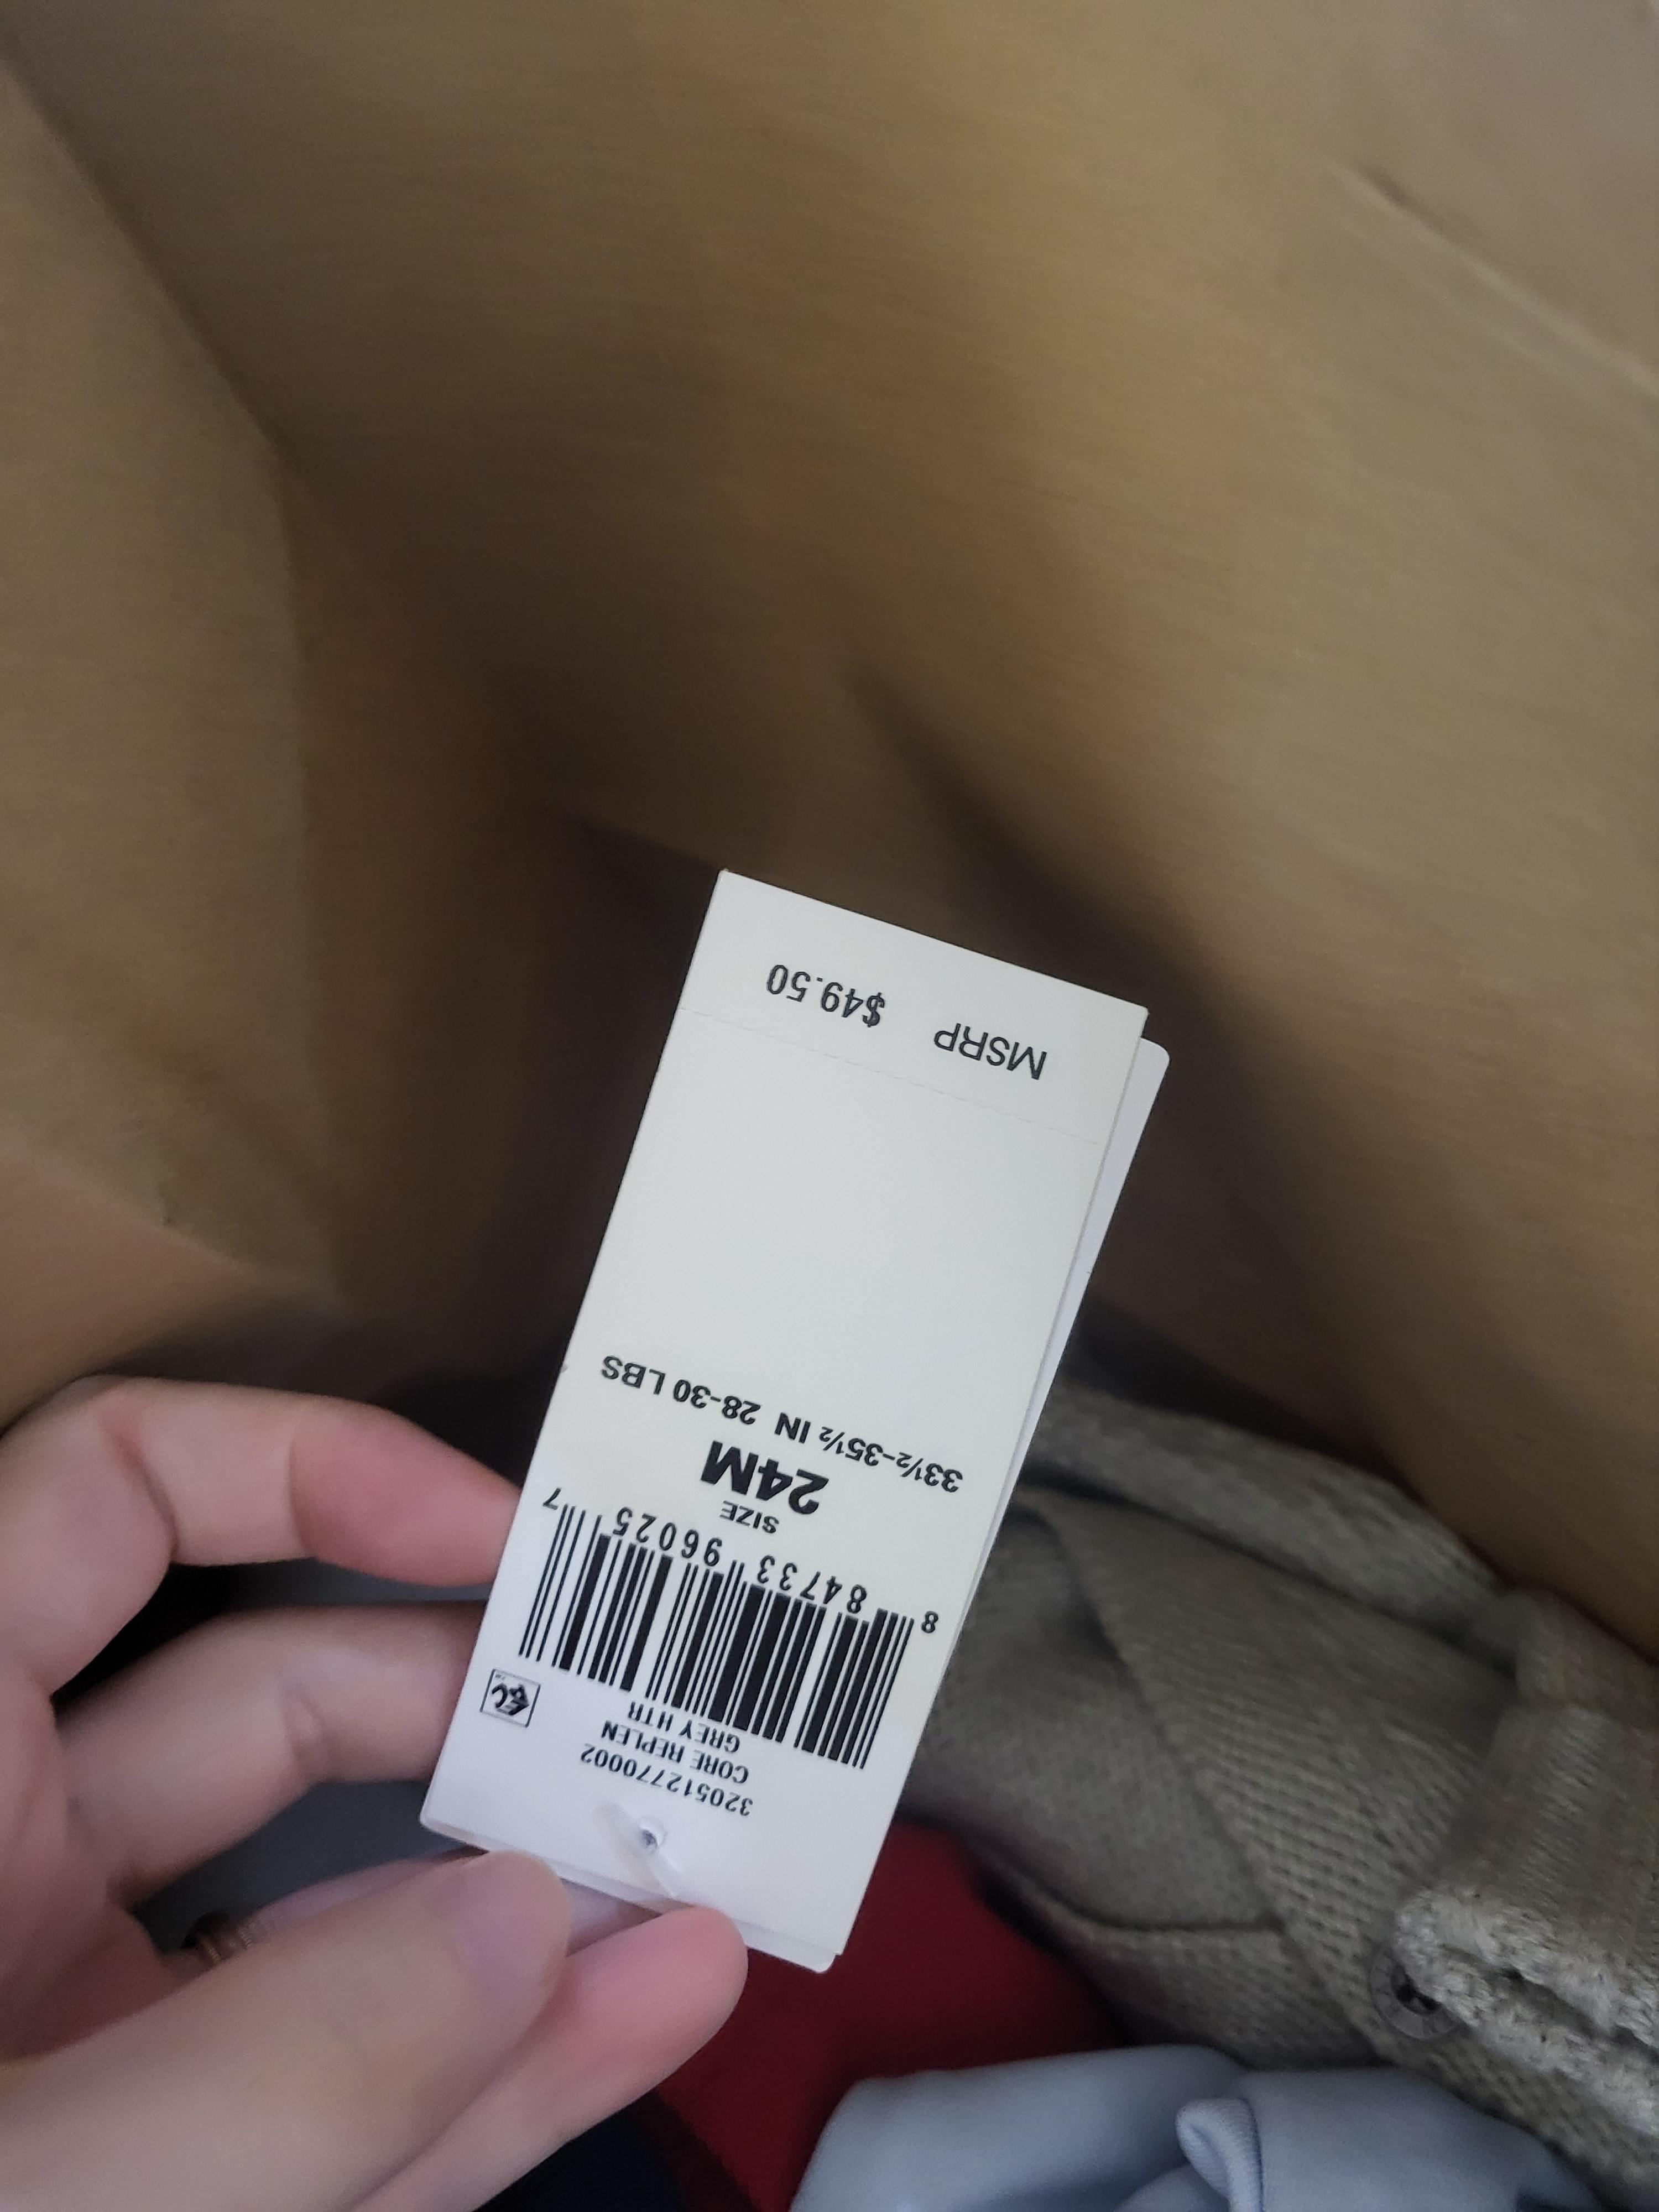 320512770002
CORE REPLEN
GREY HTR
8 84733 96025 7
SIZE
24M
33½-35½ IN 28-30 LBS
MSRP $49.50